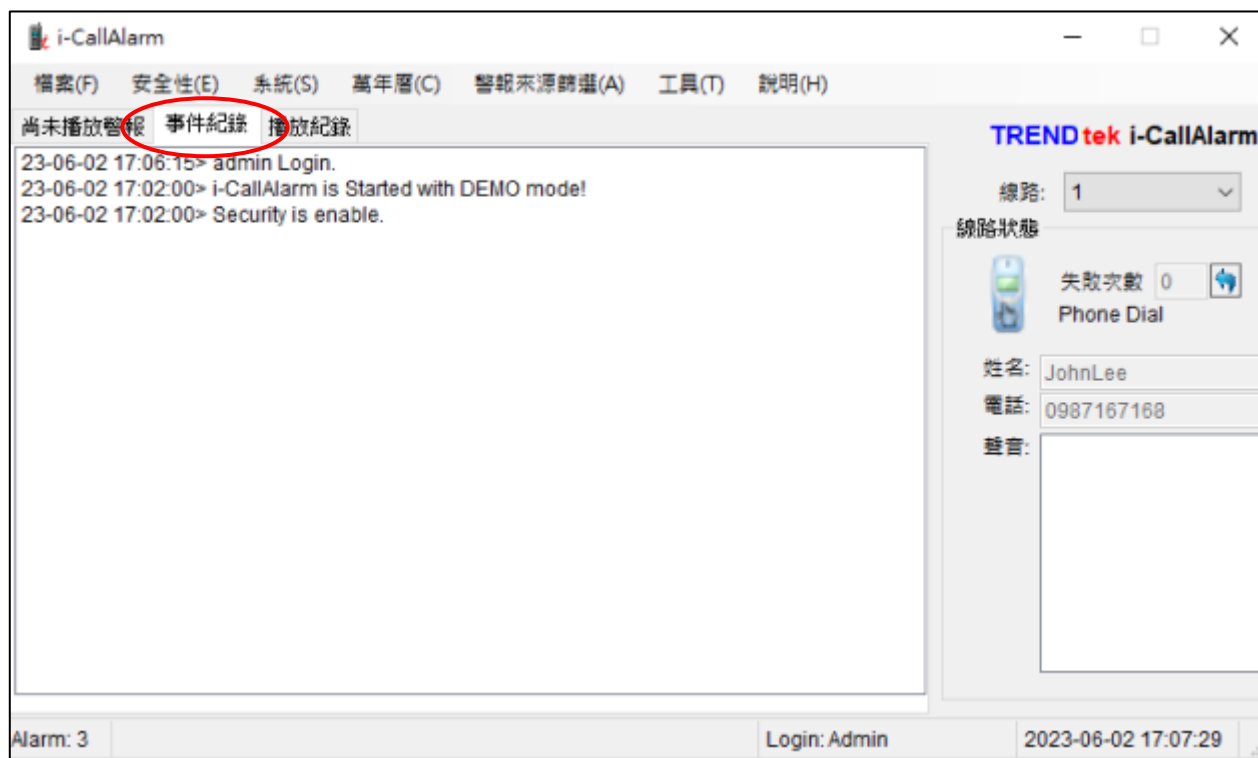 i-CallAlarm
檔案(F) 安全性(E) 系統(S) 萬年曆(C) 警報來源篩選(A) 工具(T) 說明(H)
尚未播放警報 事件紀錄 播放紀錄
23-06-02 17:06:15> admin Login.
23-06-02 17:02:00> i-CallAlarm is Started with DEMO mode!
23-06-02 17:02:00> Security is enable.
TRENDtek i-CallAlarm
線路: 1
線路狀態
失敗次數 0
Phone Dial
姓名: JohnLee
電話: 0987167168
聲音:
Alarm: 3 Login: Admin 2023-06-02 17:07:29